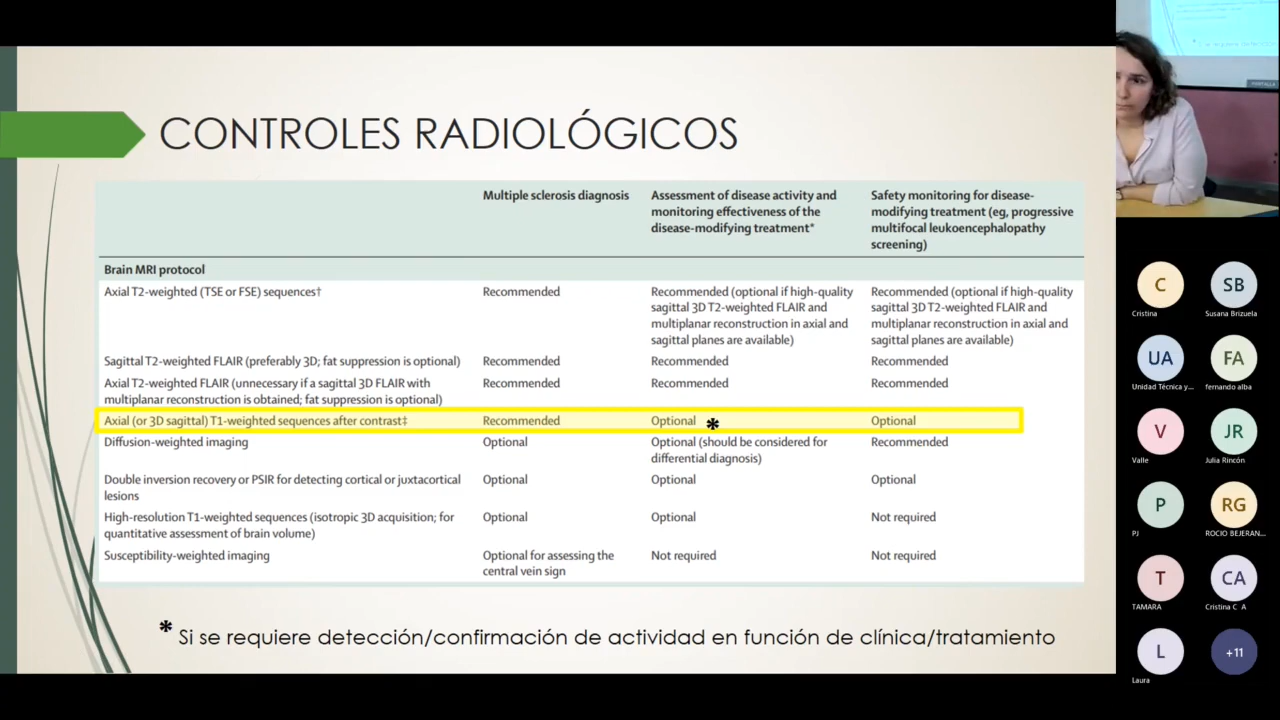 CONTROLES RADIOLÓGICOS
Multiple sclerosis diagnosis
Assessment of disease activity and
monitoring effectiveness of the
disease-modifying treatment*
Safety monitoring for disease-
modifying treatment (eg, progressive
multifocal leukoencephalopathy
screening)
Brain MRI protocol
Axial T2-weighted (TSE or FSE) sequences†
Recommended
Recommended (optional if high-quality
sagittal 3D T2-weighted FLAIR and
multiplanar reconstruction in axial and
sagittal planes are available)
Recommended (optional if high-quality
sagittal 3D T2-weighted FLAIR and
multiplanar reconstruction in axial and
sagittal planes are available)
Sagittal T2-weighted FLAIR (preferably 3D; fat suppression is optional)
Recommended
Recommended
Recommended
Axial T2-weighted FLAIR (unnecessary if a sagittal 3D FLAIR with
multiplanar reconstruction is obtained; fat suppression is optional)
Recommended
Recommended
Recommended
Axial (or 3D sagittal) T1-weighted sequences after contrast‡
Recommended
Optional *
Optional
Diffusion-weighted imaging
Optional
Optional (should be considered for
differential diagnosis)
Recommended
Double inversion recovery or PSIR for detecting cortical or juxtacortical
lesions
Optional
Optional
Optional
High-resolution T1-weighted sequences (isotropic 3D acquisition; for
quantitative assessment of brain volume)
Optional
Optional
Not required
Susceptibility-weighted imaging
Optional for assessing the
central vein sign
Not required
Not required
* Si se requiere detección/confirmación de actividad en función de clínica/tratamiento
C
Cristina
SB
Susana Brizuela
UA
Unidad Técnica y...
FA
fernando alba
V
Valle
JR
Julia Rincón
P
PJ
RG
ROCIO BEJERAN...
T
TAMARA
CA
Cristina C A
L
Laura
+11